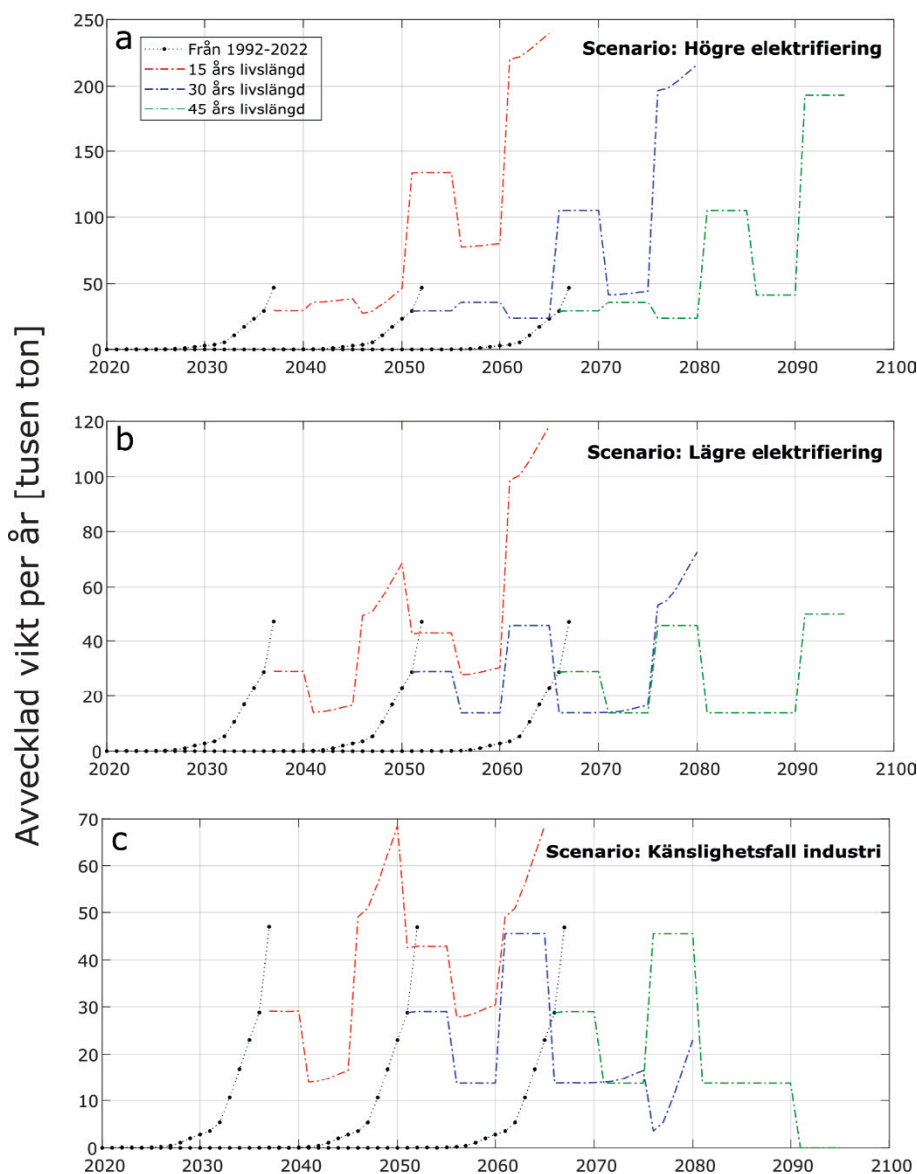 Avvecklad vikt per år [tusen ton]
a
Scenario: Högre elektrifiering
Från 1992-2022
15 års livslängd
30 års livslängd
45 års livslängd
250
200
150
100
50
0
2020 2030 2040 2050 2060 2070 2080 2090 2100
b
Scenario: Lägre elektrifiering
120
100
80
60
40
20
0
2020 2030 2040 2050 2060 2070 2080 2090 2100
c
Scenario: Känslighetsfall industri
70
60
50
40
30
20
10
0
2020 2030 2040 2050 2060 2070 2080 2090 2100